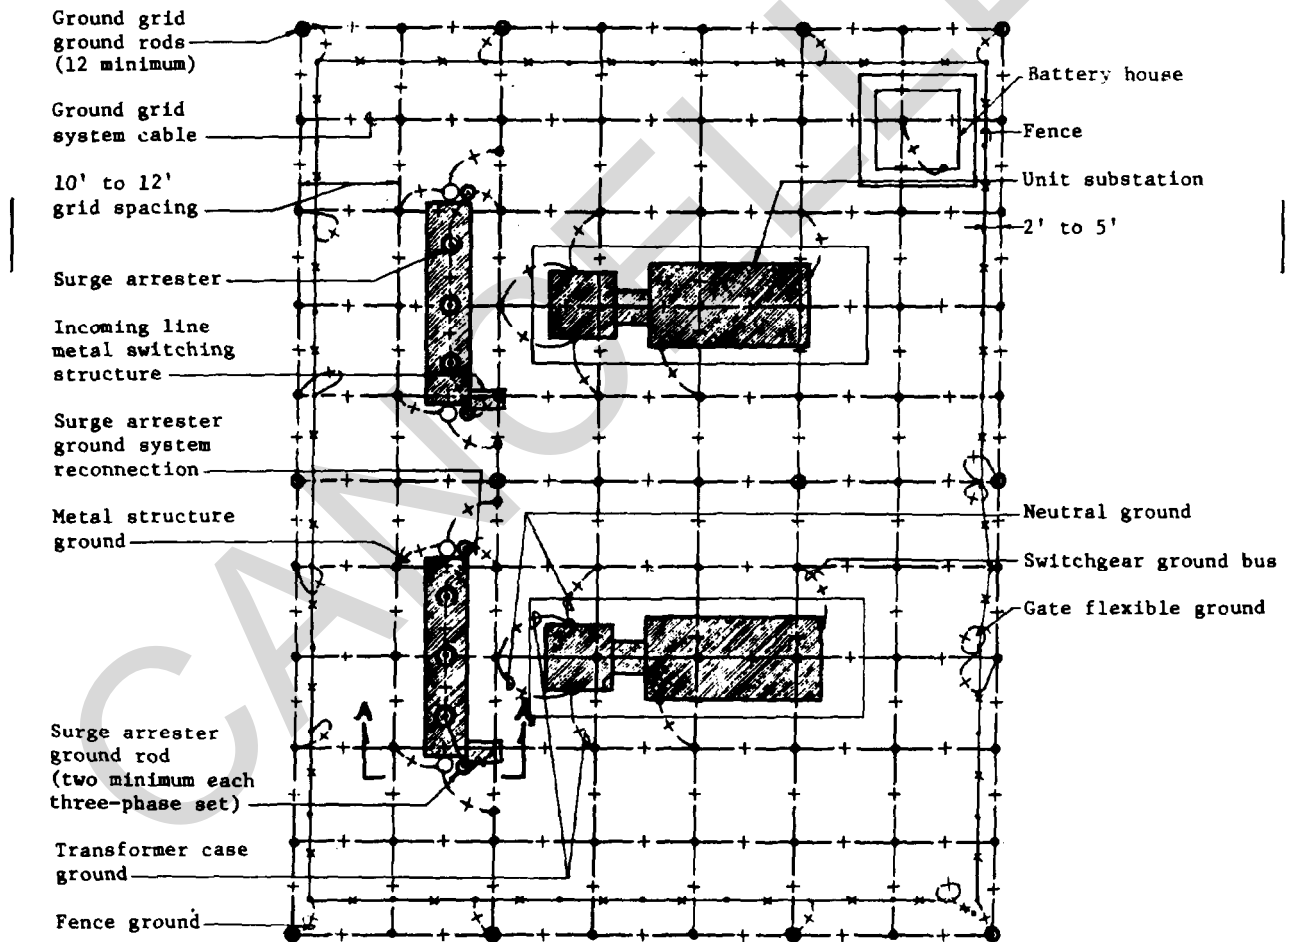 Ground grid
ground rods
(12 minimum)
Ground grid
system cable
10' to 12'
grid spacing
Surge arrester
Incoming line
metal switching
structure
Surge arrester
ground system
reconnection
Metal structure
ground
Surge arrester
ground rod
(two minimum each
three-phase set)
Transformer case
ground
Fence ground
Battery house
Fence
Unit substation
2' to 5'
Neutral ground
Switchgear ground bus
Gate flexible ground
A
A
CANCELL